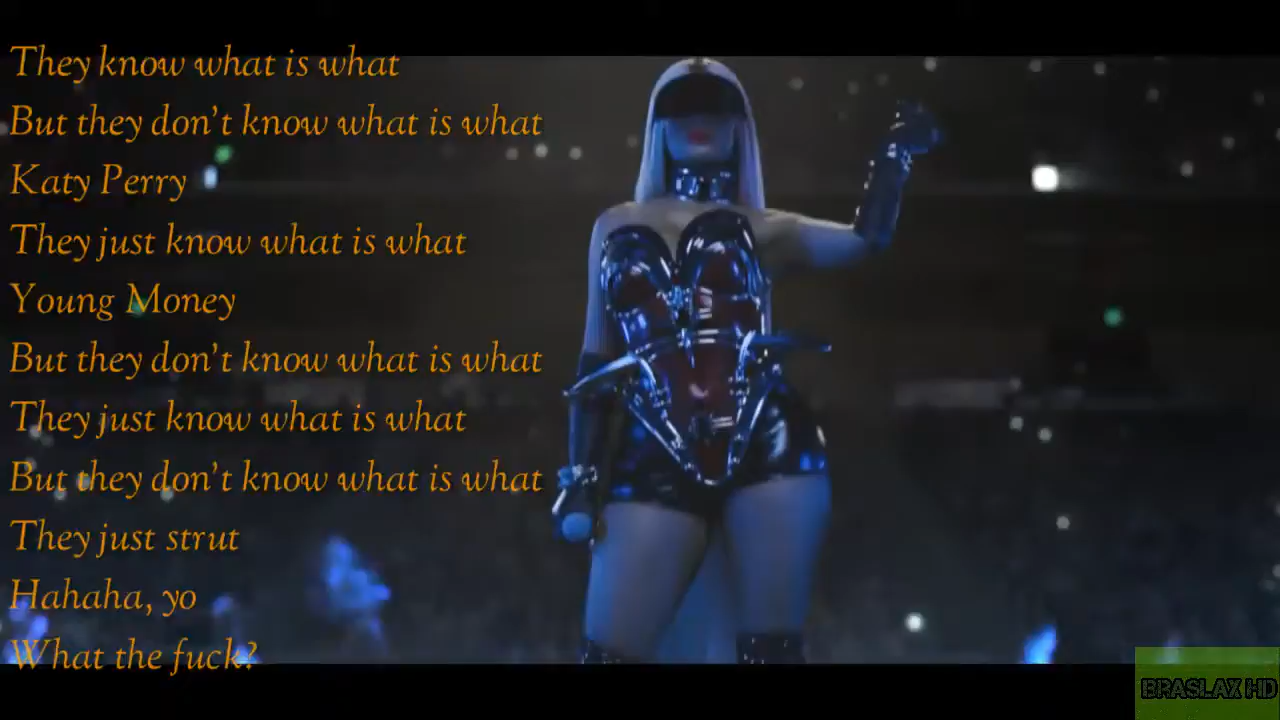 They know what is what
But they don't know what is what
Katy Perry
They just know what is what
Young Money
But they don't know what is what
They just know what is what
But they don't know what is what
They just strut
Hahaha, yo
What the fuck?
BRASLAX HD